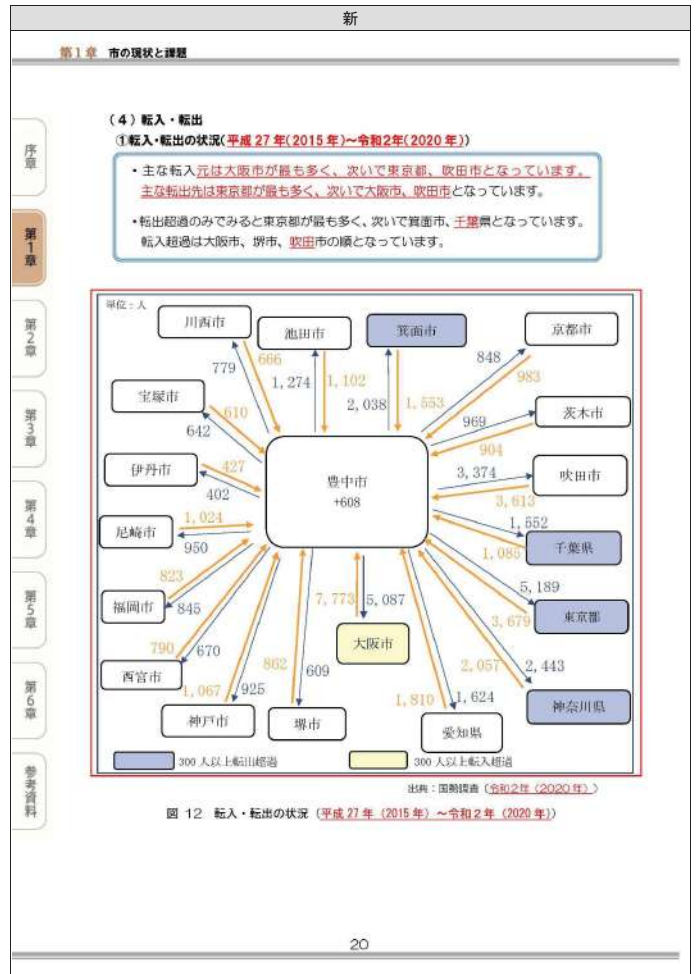 新
第1章 市の現状と課題
序章
第1章
第2章
第3章
第4章
第5章
第6章
参考資料
(4)転入・転出
①転入・転出の状況(平成27年(2015年)~令和2年(2020年))
・主な転入元は大阪市が最も多く、次いで東京都、吹田市となっています。
主な転出先は東京都が最も多く、次いで大阪市、吹田市となっています。
・転出超過のみでみると東京都が最も多く、次いで箕面市、千葉県となっています。
転入超過は大阪市、堺市、吹田市の順となっています。
単位:人
川西市
779
666
池田市
1,274
1,102
箕面市
2,038
1,553
京都市
848
983
宝塚市
610
642
茨木市
969
904
伊丹市
427
402
豊中市
+608
吹田市
3,374
3,613
尼崎市
1,024
950
千葉県
1,552
1,085
福岡市
823
845
大阪市
7,773
5,087
東京都
5,189
3,679
西宮市
790
670
神戸市
1,067
925
堺市
862
609
愛知県
1,810
1,624
神奈川県
2,057
2,443
300人以上転出超過
300人以上転入超過
出典:国勢調査(令和2年(2020年))
図 12 転入・転出の状況(平成27年(2015年)~令和2年(2020年))
20